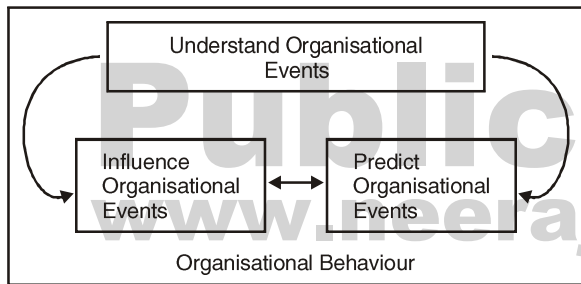 Understand Organisational
Events
Influence
Organisational
Events
Predict
Organisational
Events
Public
www.neeraj
Organisational Behaviour